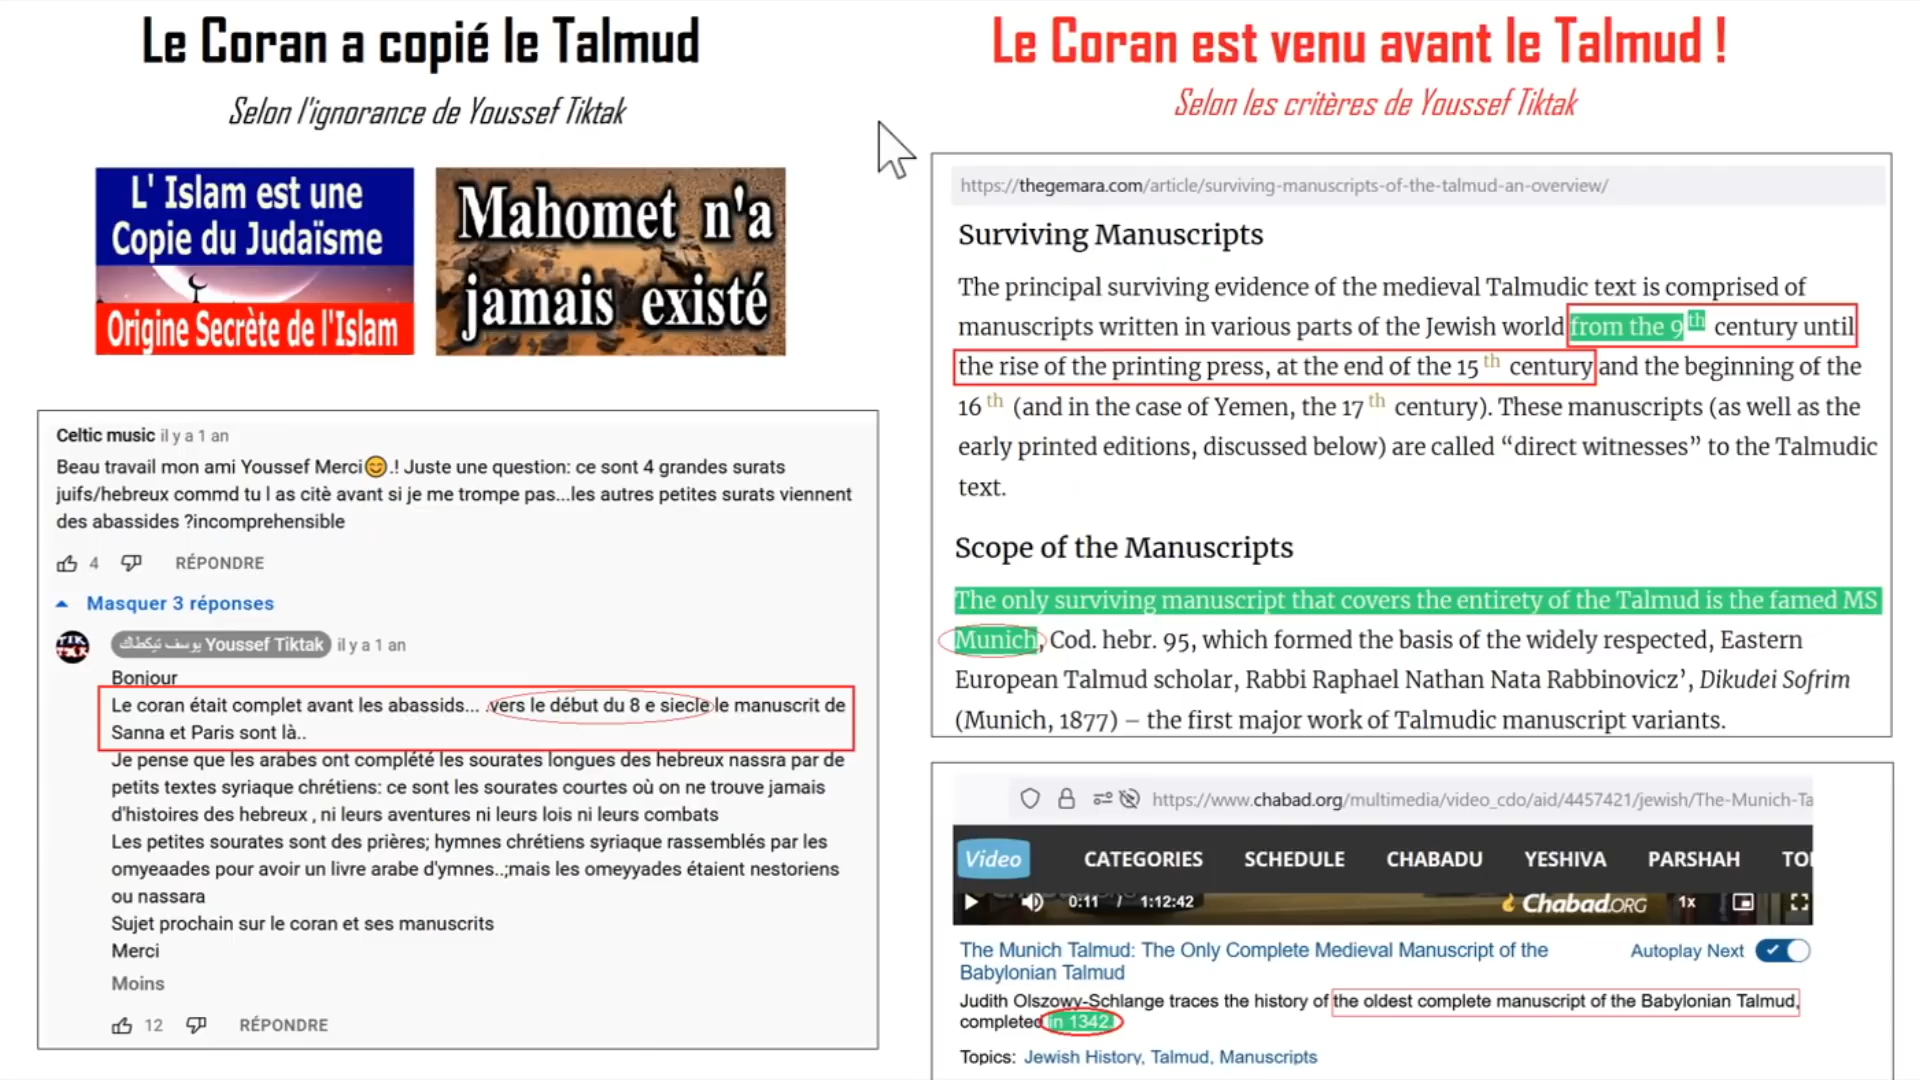 Le Coran a copié le Talmud
Selon l'ignorance de Youssef Tiktak
L' Islam est une
Copie du Judaïsme
Origine Secrète de l'Islam
Mahomet n'a
jamais existé
Celtic music il y a 1 an
Beau travail mon ami Youssef Merci😊.! Juste une question: ce sont 4 grandes surats
juifs/hebreux commd tu l as citè avant si je me trompe pas...les autres petites surats viennent
des abassides ?incomprehensible
4 RÉPONDRE
Masquer 3 réponses
يوسف تيكطاك Youssef Tiktak il y a 1 an
Bonjour
Le coran était complet avant les abassids... .vers le début du 8 e siecle le manuscrit de
Sanna et Paris sont là..
Je pense que les arabes ont complété les sourates longues des hebreux nassra par de
petits textes syriaque chrétiens: ce sont les sourates courtes où on ne trouve jamais
d'histoires des hebreux , ni leurs aventures ni leurs lois ni leurs combats
Les petites sourates sont des prières; hymnes chrétiens syriaque rassemblés par les
omyeaades pour avoir un livre arabe d'ymnes..;mais les omeyyades étaient nestoriens
ou nassara
Sujet prochain sur le coran et ses manuscrits
Merci
Moins
12 RÉPONDRE
Le Coran est venu avant le Talmud !
Selon les critères de Youssef Tiktak
https://thegemara.com/article/surviving-manuscripts-of-the-talmud-an-overview/
Surviving Manuscripts
The principal surviving evidence of the medieval Talmudic text is comprised of
manuscripts written in various parts of the Jewish world from the 9th century until
the rise of the printing press, at the end of the 15 th century and the beginning of the
16 th (and in the case of Yemen, the 17 th century). These manuscripts (as well as the
early printed editions, discussed below) are called “direct witnesses” to the Talmudic
text.
Scope of the Manuscripts
The only surviving manuscript that covers the entirety of the Talmud is the famed MS
Munich, Cod. hebr. 95, which formed the basis of the widely respected, Eastern
European Talmud scholar, Rabbi Raphael Nathan Nata Rabbinovicz’, Dikudei Sofrim
(Munich, 1877) – the first major work of Talmudic manuscript variants.
https://www.chabad.org/multimedia/video_cdo/aid/4457421/jewish/The-Munich-Ta
Video CATEGORIES SCHEDULE CHABADU YESHIVA PARSHAH TO
0:11 / 1:12:42 Chabad.ORG 1x
The Munich Talmud: The Only Complete Medieval Manuscript of the
Babylonian Talmud
Autoplay Next
Judith Olszowy-Schlange traces the history of the oldest complete manuscript of the Babylonian Talmud,
completed in 1342.
Topics: Jewish History, Talmud, Manuscripts